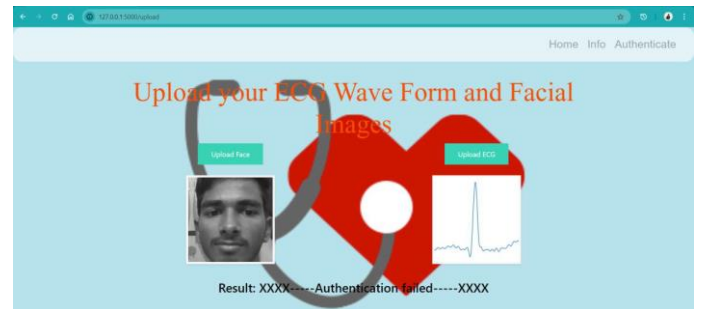 127.0.0.1:5000/upload
Home Info Authenticate
Upload your ECG Wave Form and Facial
Images
Upload Face Upload ECG
Result: XXXX-----Authentication failed-----XXXX